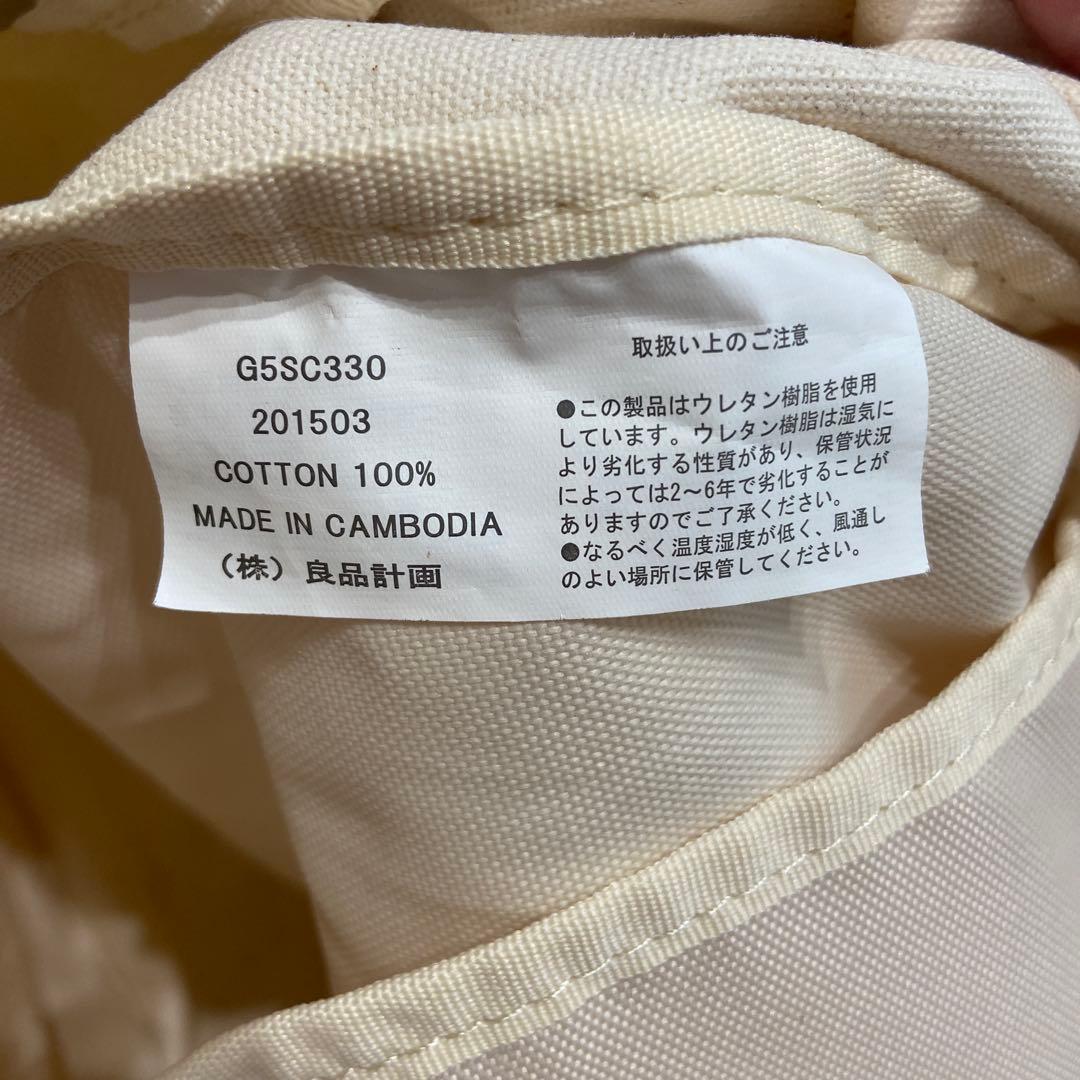 G5SC330
201503
COTTON 100%
MADE IN CAMBODIA
（株）良品計画
取扱い上のご注意
●この製品はウレタン樹脂を使用
しています。ウレタン樹脂は湿気に
より劣化する性質があり、保管状況
によっては2～6年で劣化することが
ありますのでご了承ください。
●なるべく温度湿度が低く、風通し
のよい場所に保管してください。